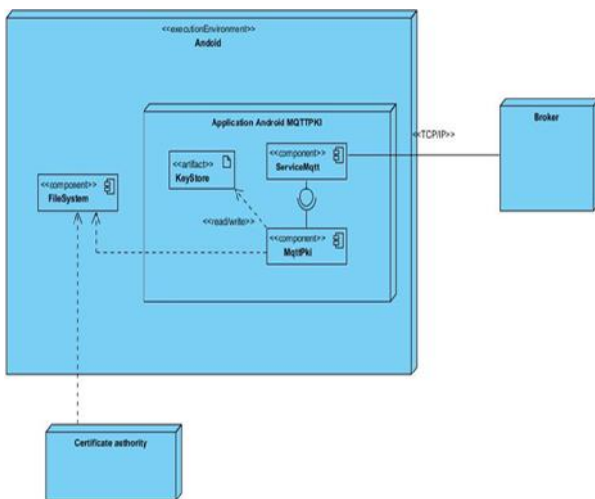 <<executionEnvironment>>
Andoid
Application Android MQTTPKI
<<TCP/IP>>
Broker
<<artifact>>
KeyStore
<<component>>
ServiceMqtt
<<component>>
FileSystem
<<read/write>>
<<component>>
MqttPki
Certificate authority